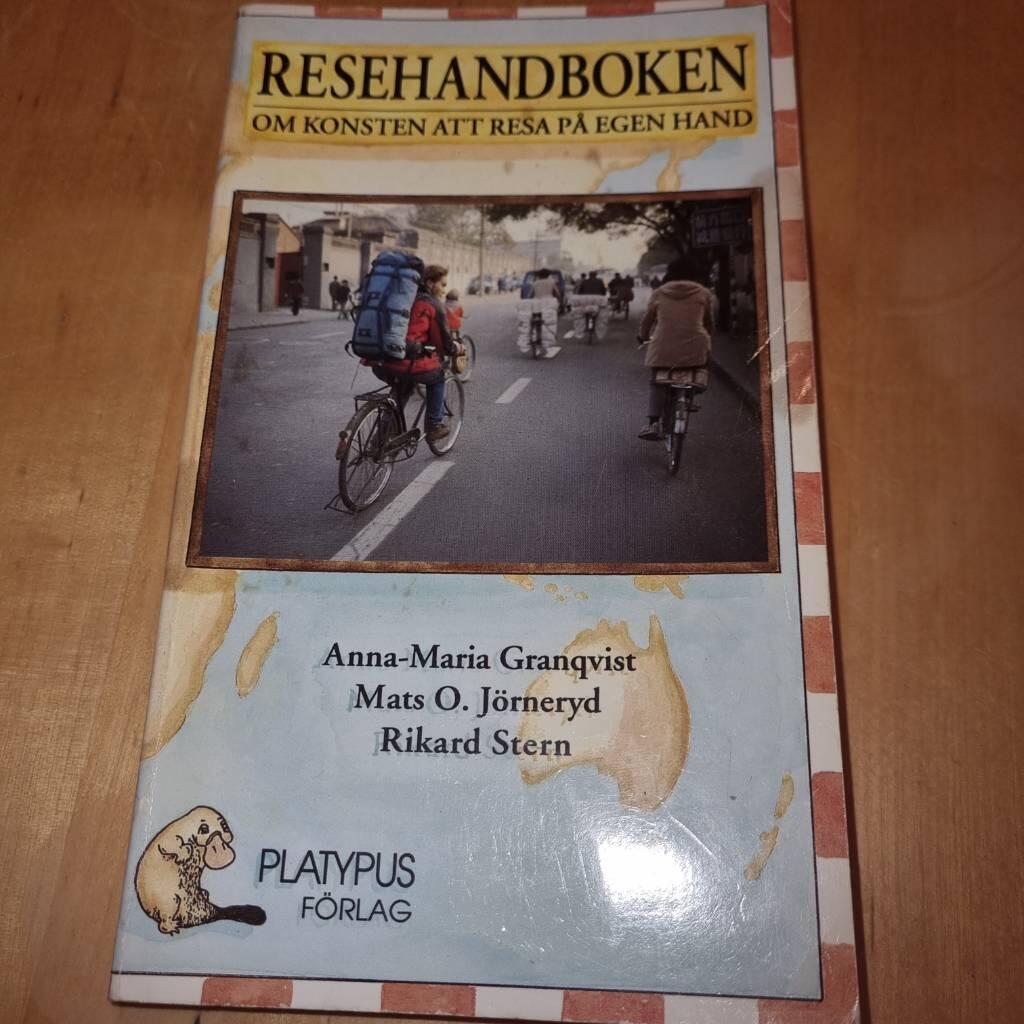 RESEHANDBOKEN
OM KONSTEN ATT RESA PÅ EGEN HAND
Anna-Maria Granqvist
Mats O. Jörneryd
Rikard Stern
PLATYPUS
FÖRLAG